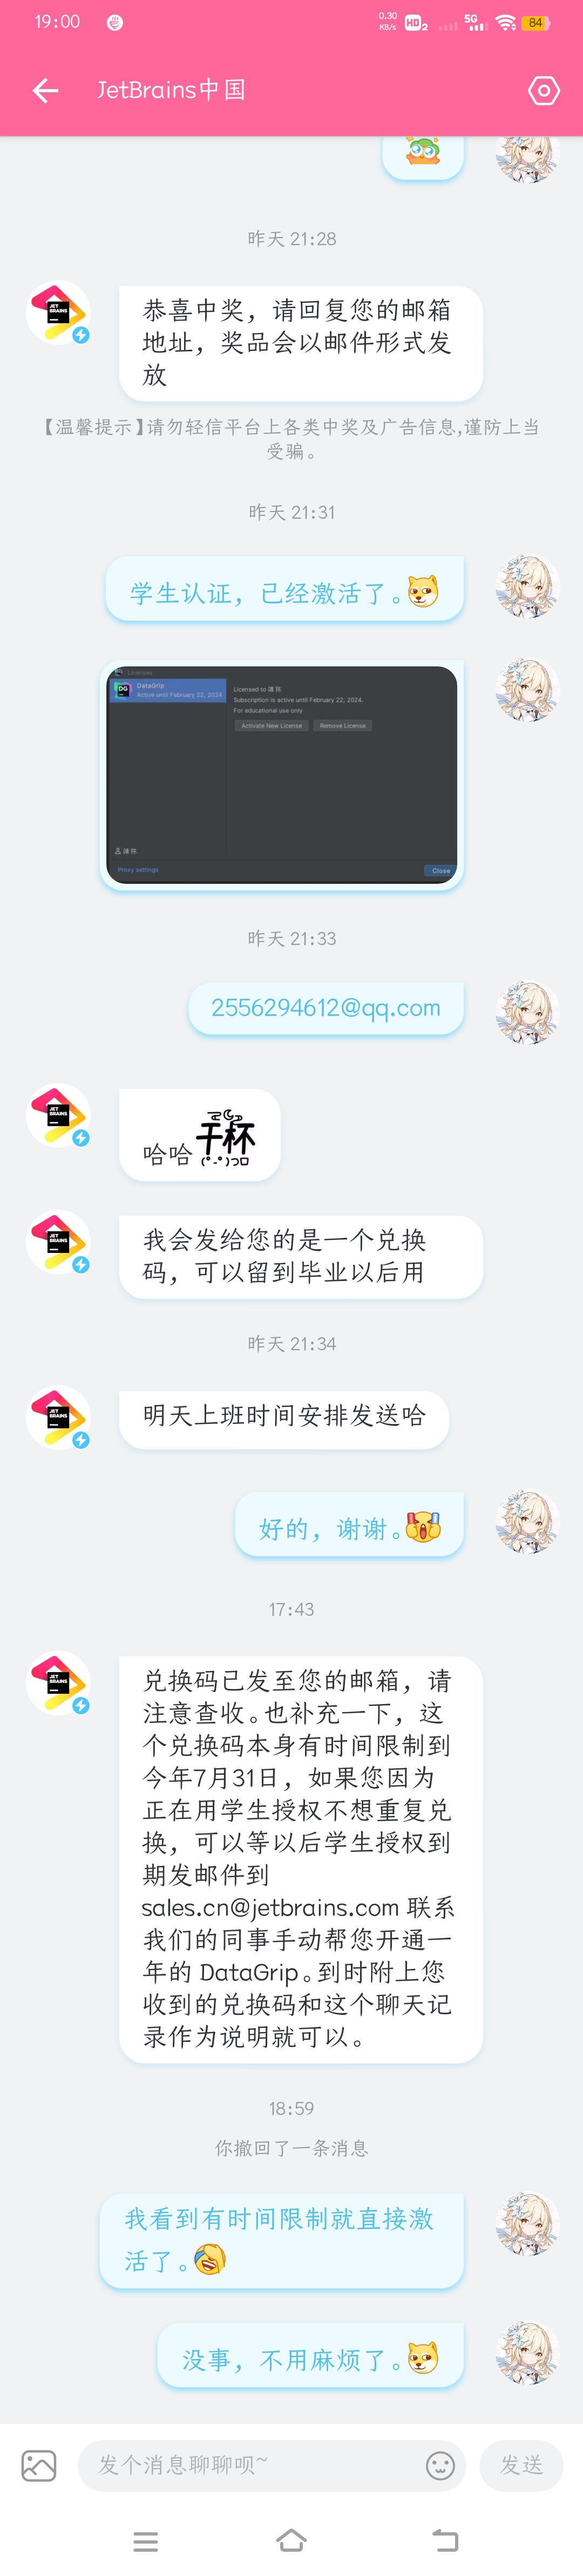 19:00
0.30
KB/s
HD2
5G
84
JetBrains中国
昨天 21:28
JET
BRAINS
恭喜中奖，请回复您的邮箱
地址，奖品会以邮件形式发
放
【温馨提示】请勿轻信平台上各类中奖及广告信息,谨防上当
受骗。
昨天 21:31
学生认证，已经激活了。
Licenses
DG
DataGrip
Active until February 22, 2024
Licensed to
Subscription is active until February 22, 2024.
For educational use only
Activate New License
Remove License
Proxy settings
Close
昨天 21:33
2556294612@qq.com
JET
BRAINS
哈哈
干杯
JET
BRAINS
我会发给您的是一个兑换
码，可以留到毕业以后用
昨天 21:34
JET
BRAINS
明天上班时间安排发送哈
好的，谢谢。
17:43
JET
BRAINS
兑换码已发至您的邮箱，请
注意查收。也补充一下，这
个兑换码本身有时间限制到
今年7月31日，如果您因为
正在用学生授权不想重复兑
换，可以等以后学生授权到
期发邮件到
sales.cn@jetbrains.com 联系
我们的同事手动帮您开通一
年的 DataGrip。到时附上您
收到的兑换码和这个聊天记
录作为说明就可以。
18:59
你撤回了一条消息
我看到有时间限制就直接激
活了。
没事，不用麻烦了。
发个消息聊聊呗~
发送